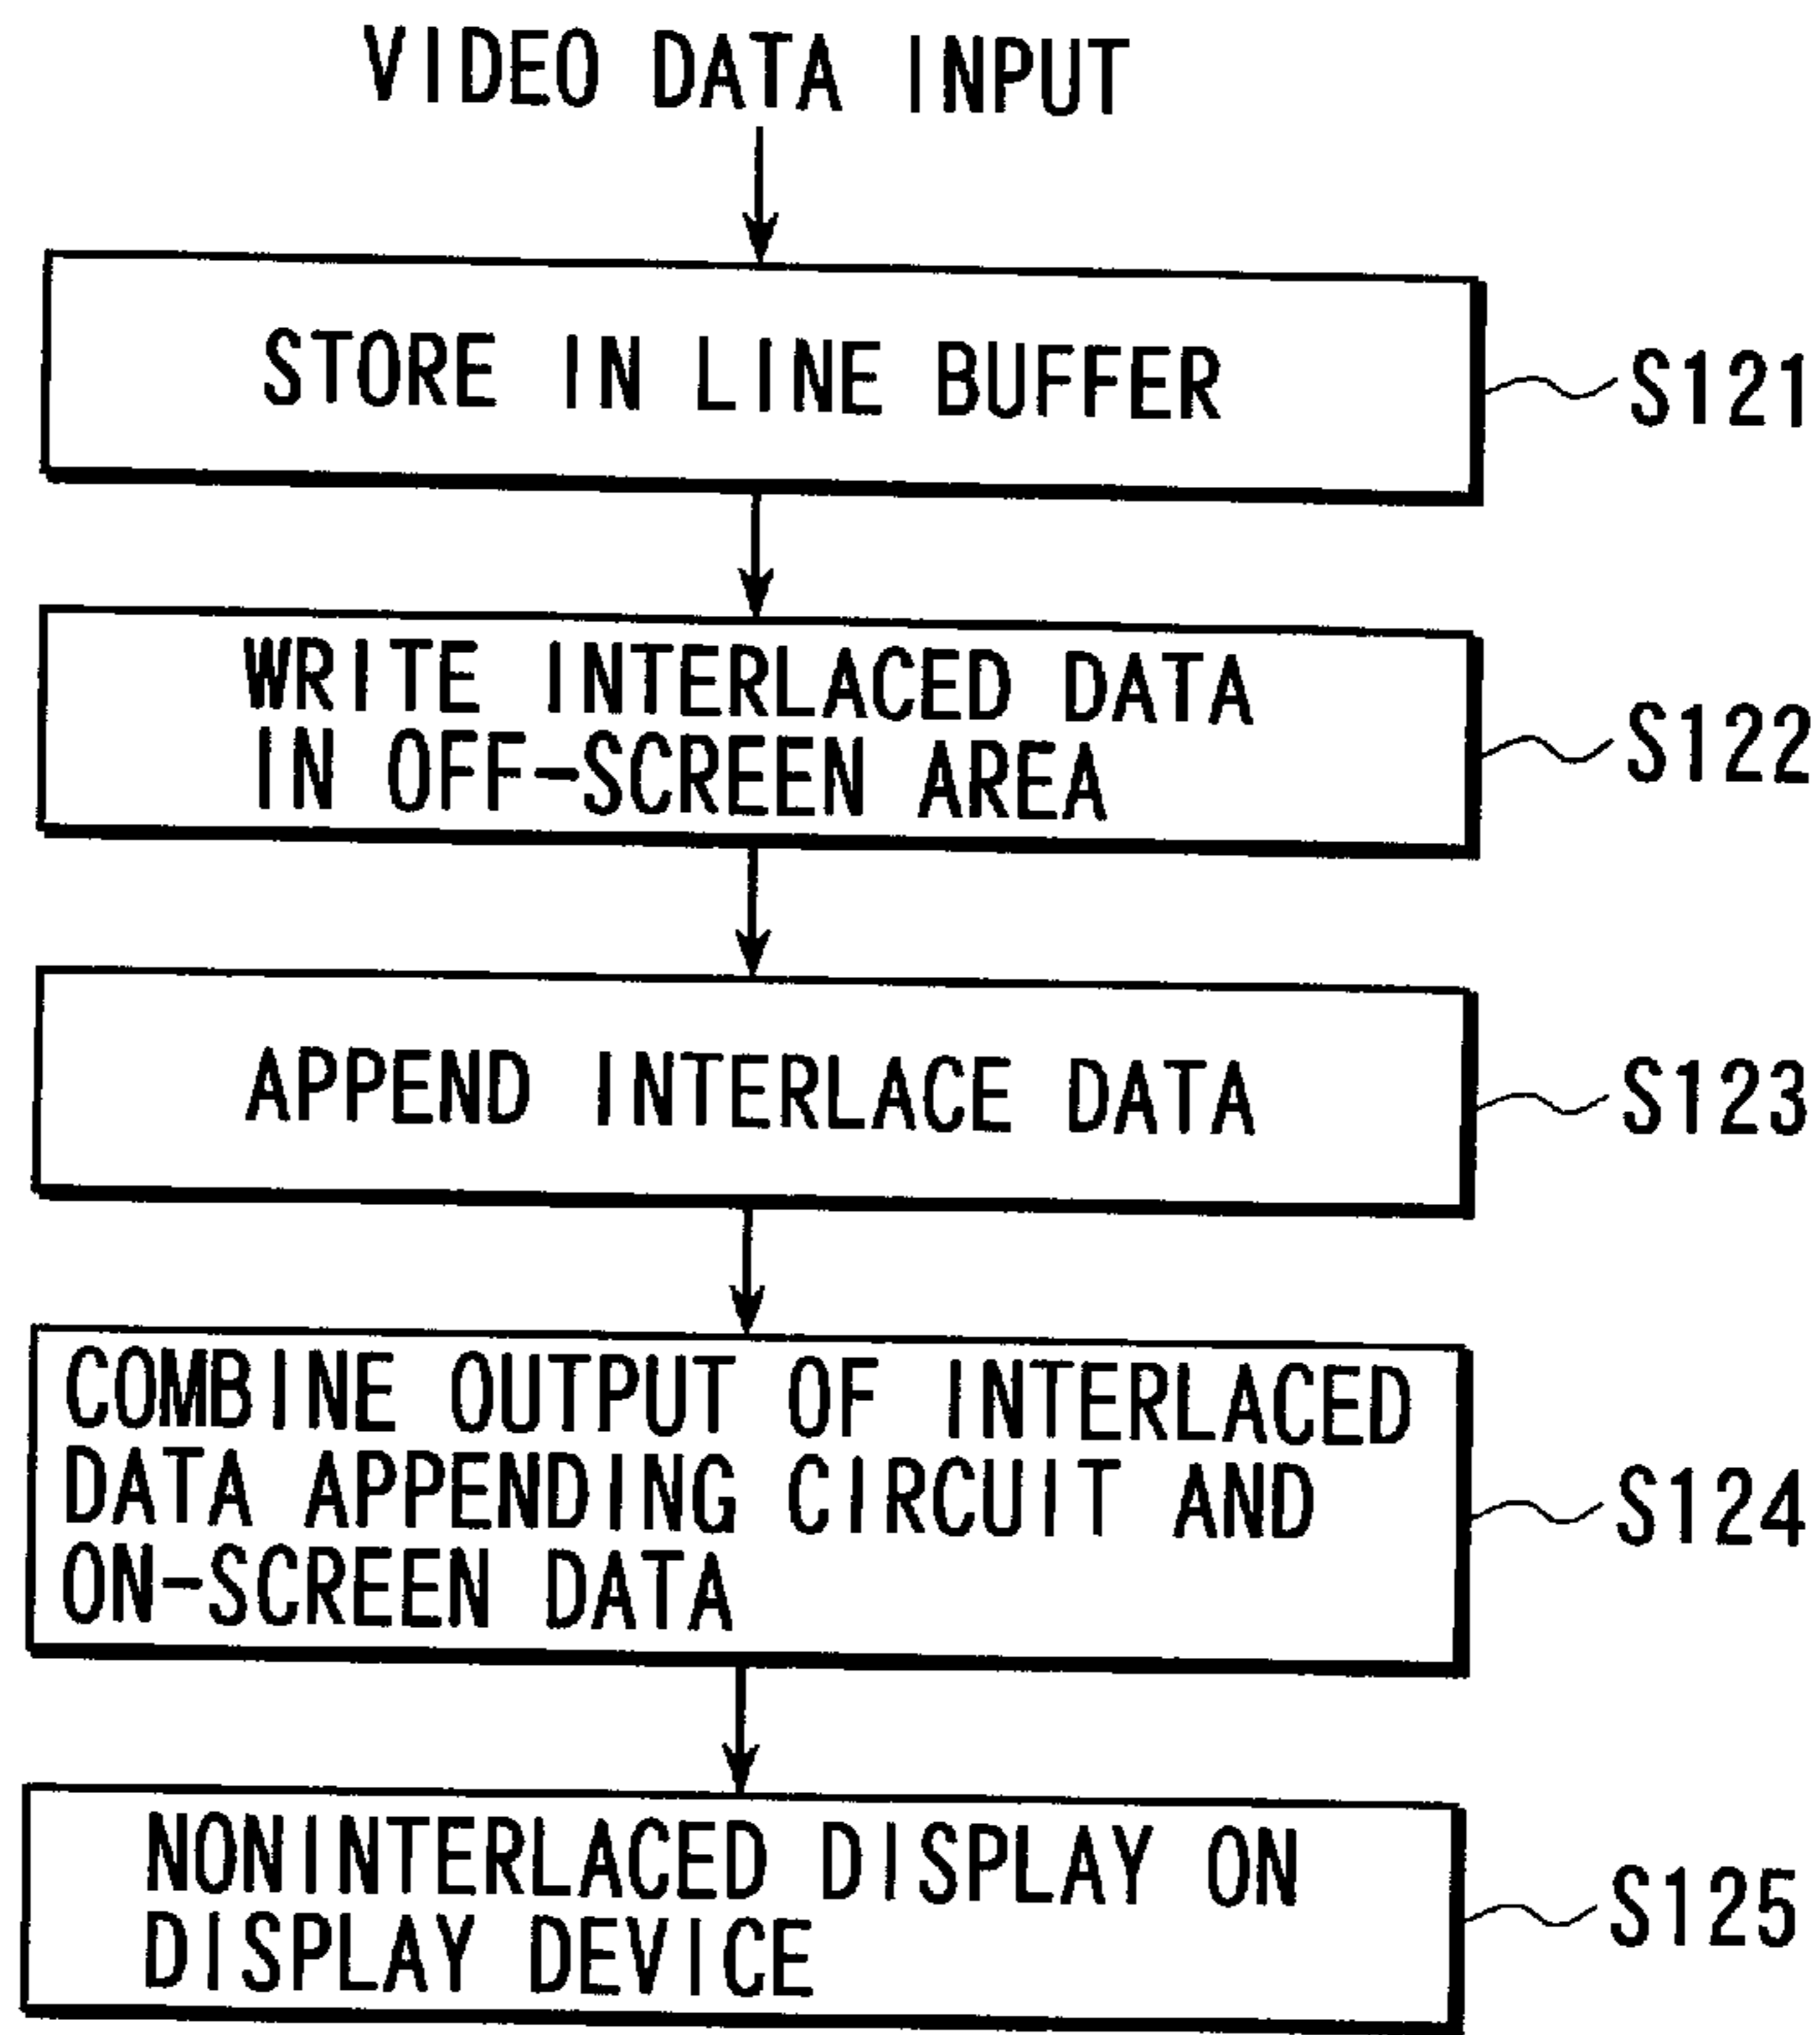 VIDEO DATA INPUT
STORE IN LINE BUFFER
S121
WRITE INTERLACED DATA
IN OFF-SCREEN AREA
S122
APPEND INTERLACE DATA
S123
COMBINE OUTPUT OF INTERLACED
DATA APPENDING CIRCUIT AND
ON-SCREEN DATA
S124
NONINTERLACED DISPLAY ON
DISPLAY DEVICE
S125